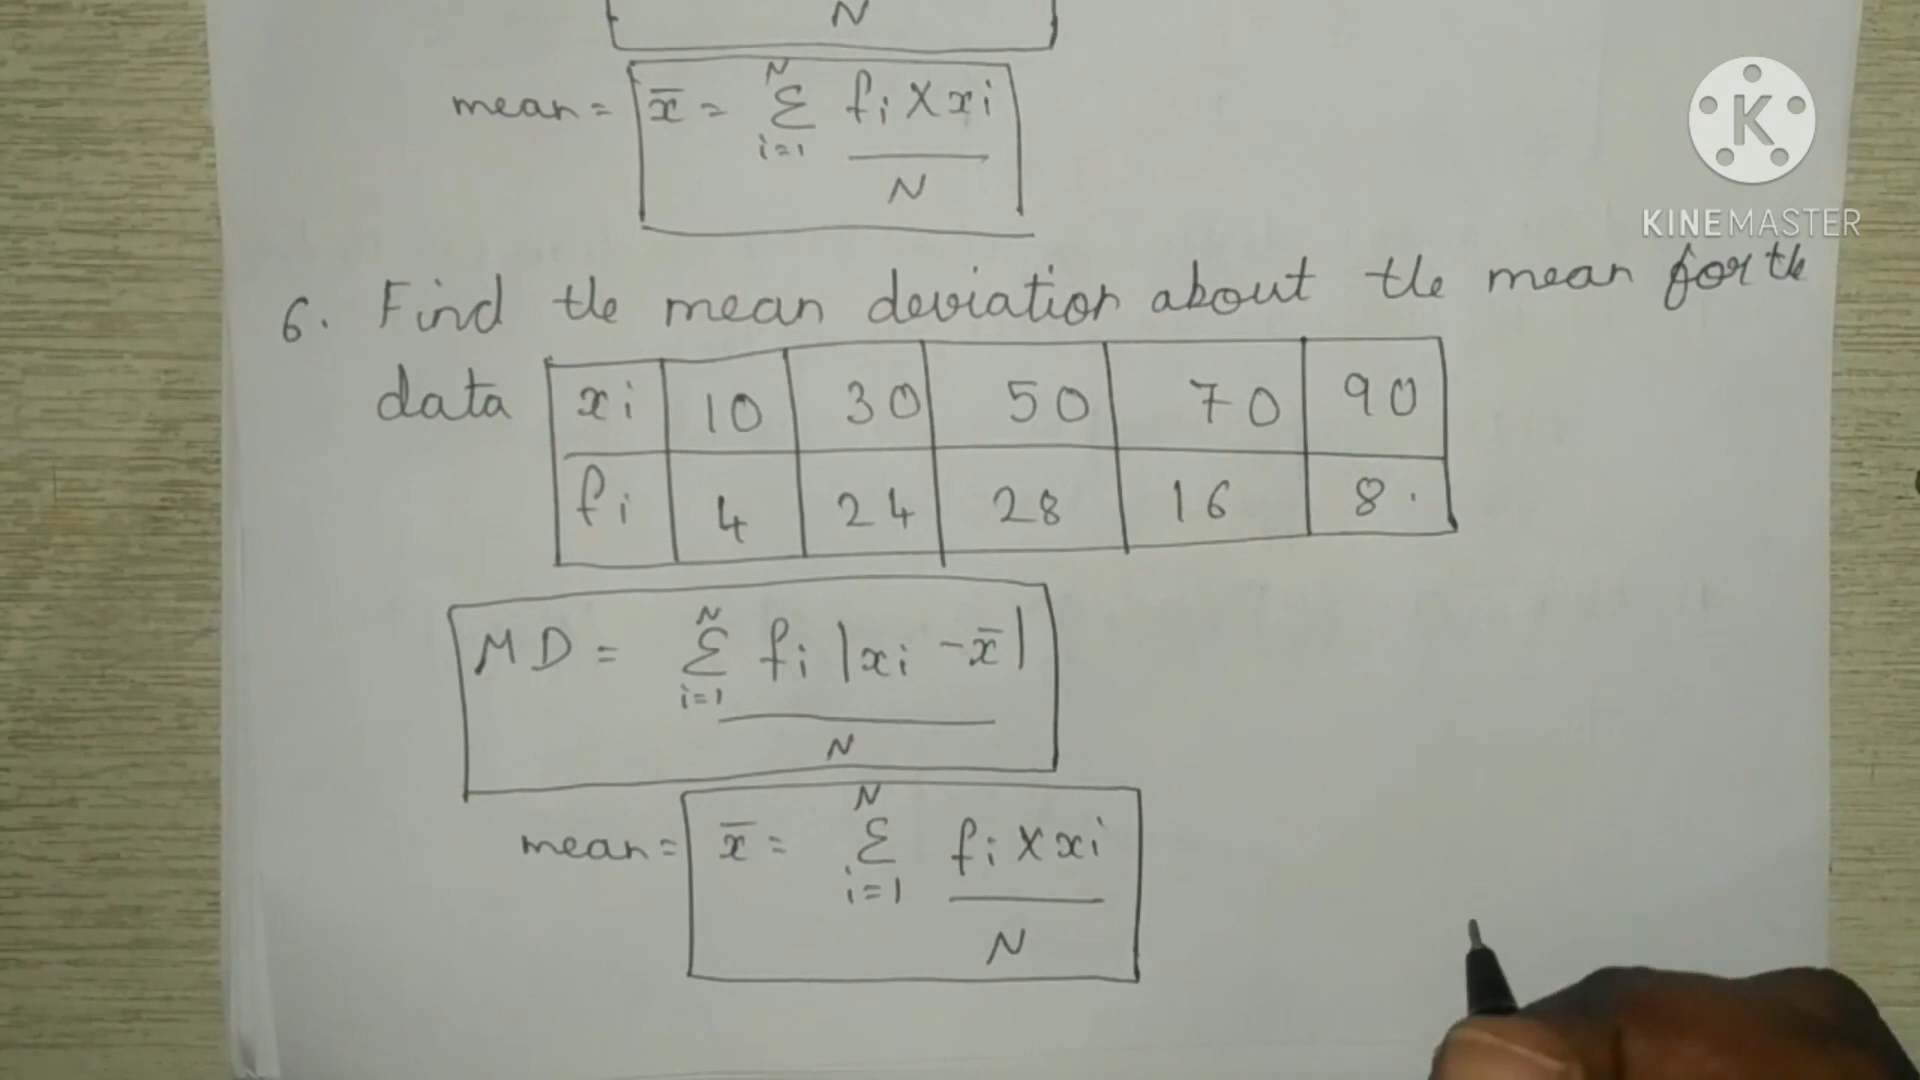 N
mean = x̄ = N Σ i=1 fi X xi
N
K
KINEMASTER
6. Find the mean deviation about the mean for the
data xi 10 30 50 70 90
fi 4 24 28 16 8.
MD = N Σ i=1 fi |xi - x̄|
N
mean = x̄ = N Σ i=1 fi X xi
N